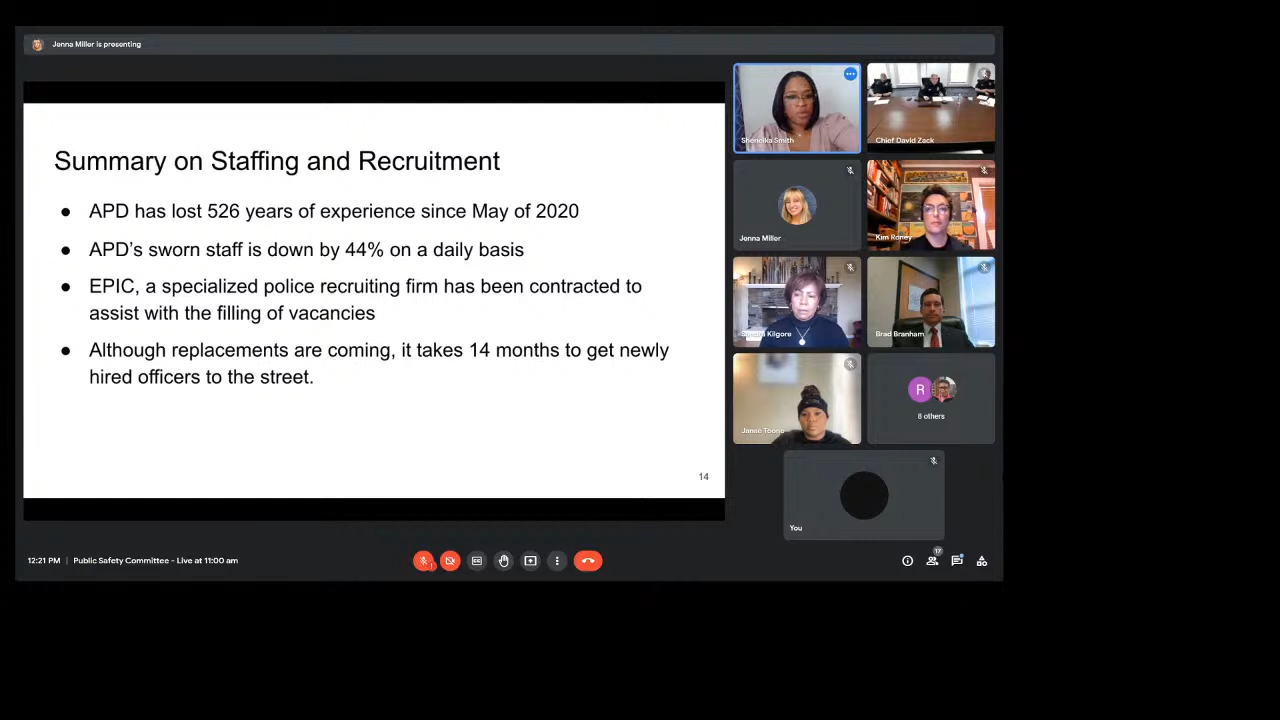 Jenna Miller is presenting
Summary on Staffing and Recruitment
● APD has lost 526 years of experience since May of 2020
● APD's sworn staff is down by 44% on a daily basis
● EPIC, a specialized police recruiting firm has been contracted to
assist with the filling of vacancies
● Although replacements are coming, it takes 14 months to get newly
hired officers to the street.
14
Sheneika Smith
Chief David Zack
Jenna Miller
Kim Roney
Kilgore
Brad Branham
R
8 others
You
12:21 PM | Public Safety Committee - Live at 11:00 am
17